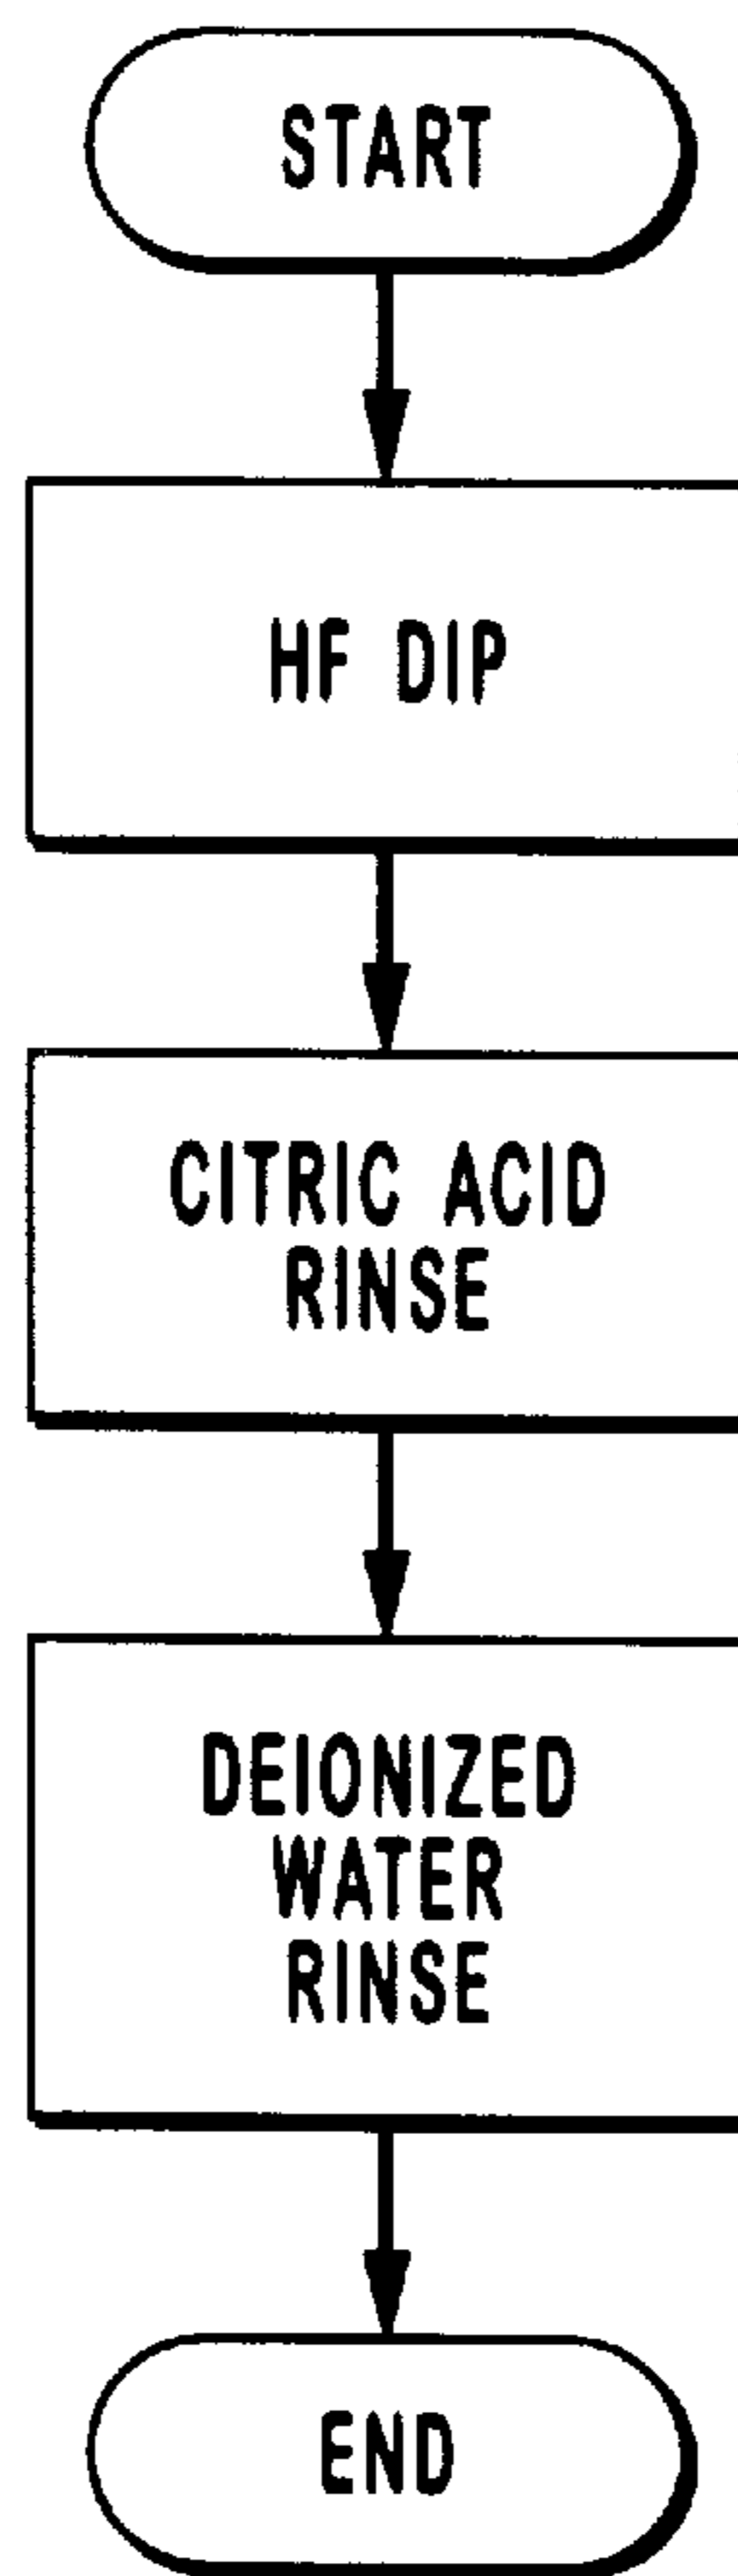 START
HF DIP
CITRIC ACID
RINSE
DEIONIZED
WATER
RINSE
END